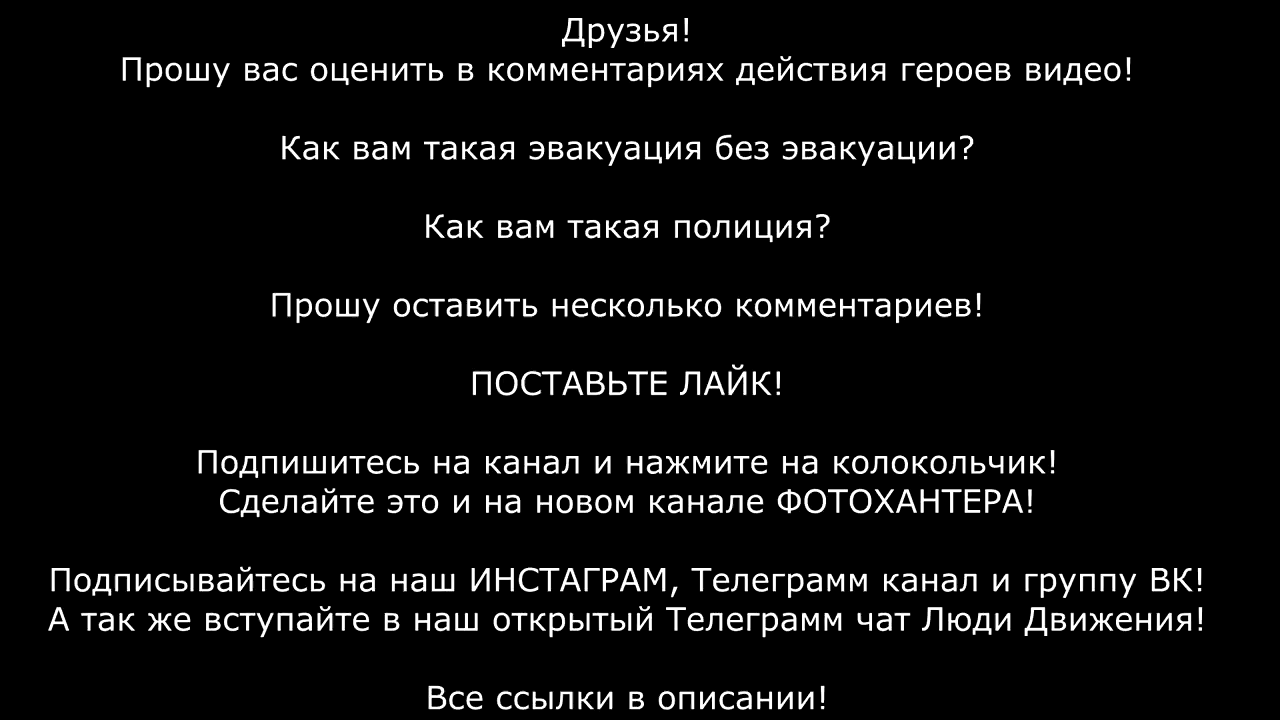 Друзья!
Прошу вас оценить в комментариях действия героев видео!
Как вам такая эвакуация без эвакуации?
Как вам такая полиция?
Прошу оставить несколько комментариев!
ПОСТАВЬТЕ ЛАЙК!
Подпишитесь на канал и нажмите на колокольчик!
Сделайте это и на новом канале ФОТОХАНТЕРА!
Подписывайтесь на наш ИНСТАГРАМ, Телеграмм канал и группу ВК!
А так же вступайте в наш открытый Телеграмм чат Люди Движения!
Все ссылки в описании!